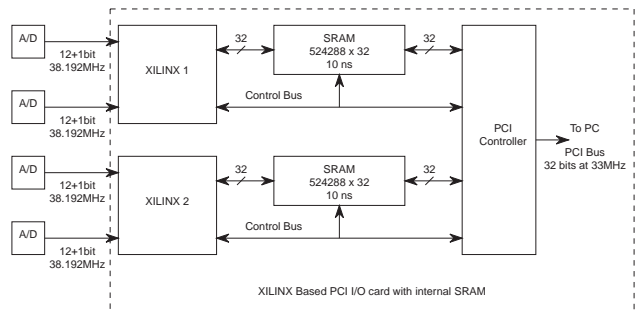 A/D
12+1bit
38.192MHz
A/D
12+1bit
38.192MHz
XILINX 1
32
SRAM
524288 x 32
10 ns
32
Control Bus
A/D
12+1bit
38.192MHz
A/D
12+1bit
38.192MHz
XILINX 2
32
SRAM
524288 x 32
10 ns
32
Control Bus
PCI
Controller
To PC
PCI Bus
32 bits at 33MHz
XILINX Based PCI I/O card with internal SRAM